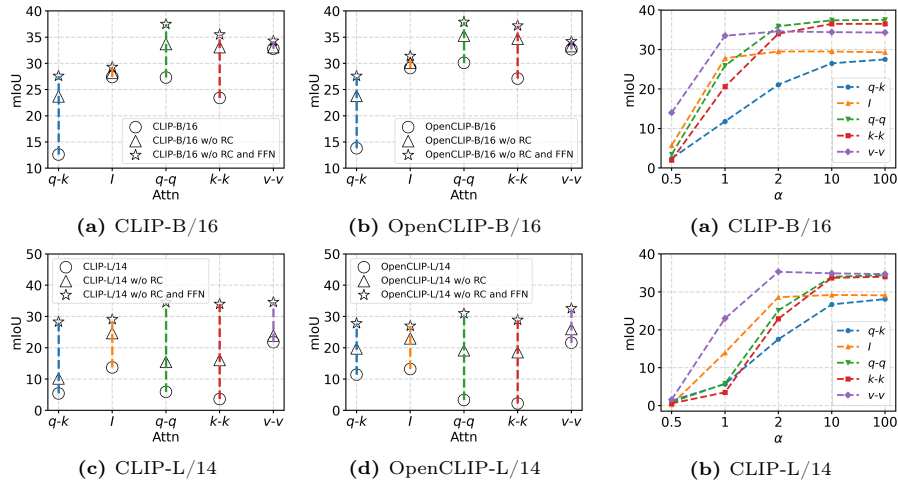 40
35
30
25
20
15
10
mIoU
CLIP-B/16
CLIP-B/16 w/o RC
CLIP-B/16 w/o RC and FFN
q-k I q-q k-k v-v
Attn
(a) CLIP-B/16
40
35
30
25
20
15
10
mIoU
OpenCLIP-B/16
OpenCLIP-B/16 w/o RC
OpenCLIP-B/16 w/o RC and FFN
q-k I q-q k-k v-v
Attn
(b) OpenCLIP-B/16
40
30
20
10
0
mIoU
q-k
I
q-q
k-k
v-v
0.5 1 2 10 100
α
(a) CLIP-B/16
50
40
30
20
10
0
mIoU
CLIP-L/14
CLIP-L/14 w/o RC
CLIP-L/14 w/o RC and FFN
q-k I q-q k-k v-v
Attn
(c) CLIP-L/14
50
40
30
20
10
0
mIoU
OpenCLIP-L/14
OpenCLIP-L/14 w/o RC
OpenCLIP-L/14 w/o RC and FFN
q-k I q-q k-k v-v
Attn
(d) OpenCLIP-L/14
40
30
20
10
0
mIoU
q-k
I
q-q
k-k
v-v
0.5 1 2 10 100
α
(b) CLIP-L/14